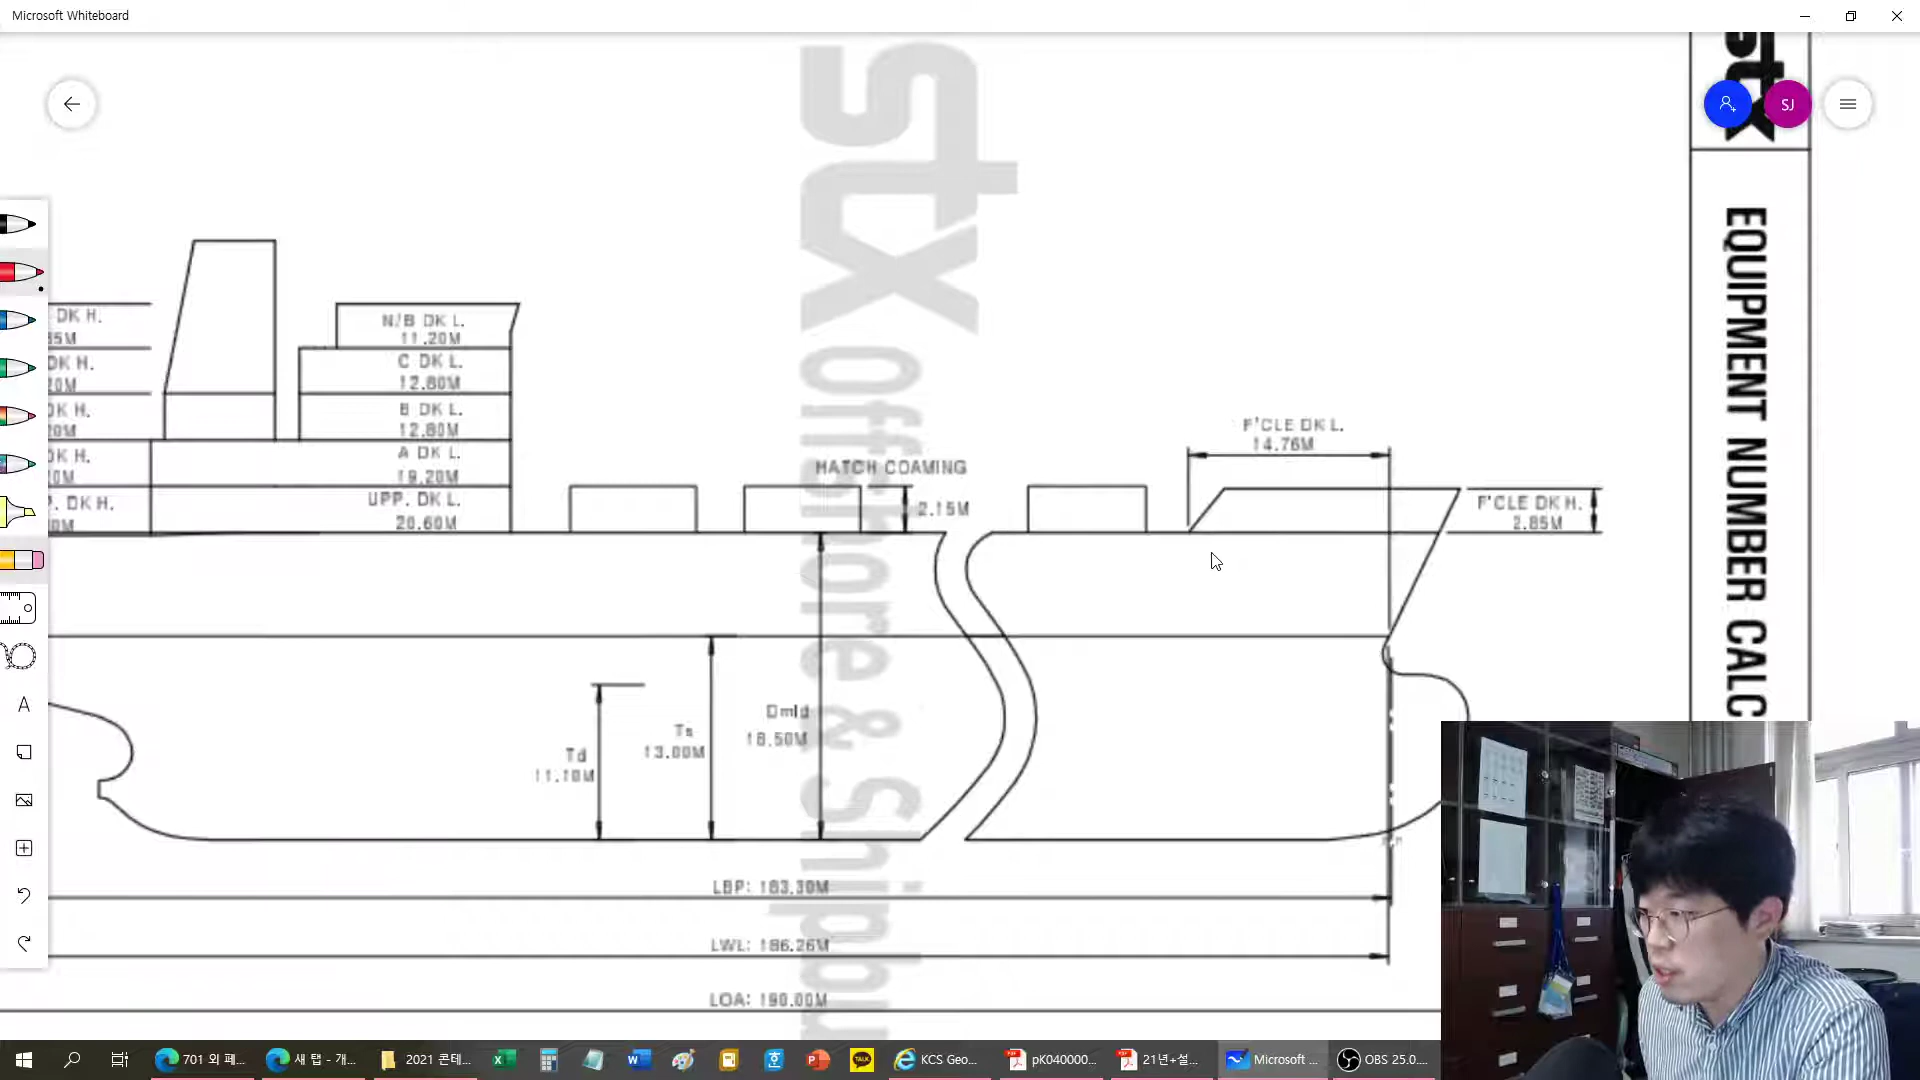 Microsoft Whiteboard
stx
stx Offshore & Shipbu
SJ
EQUIPMENT NUMBER CALC
DK H.
N/B DK L.
11.20M
DK H.
C DK L.
12.80M
DK H.
B DK L.
12.80M
DK H.
A DK L.
19.20M
DK H.
UPP. DK L.
20.60M
HATCH COAMING
2.15M
F'CLE DK L.
14.76M
F'CLE DK H.
2.85M
Dmld
18.50M
Ts
13.00M
Td
11.10M
LBP: 183.30M
LWL: 186.26M
LOA: 190.00M
A
701 외 페...
새 탭 - 개...
2021 콘테...
TALK
KCS Geo...
pK040000...
21년+설...
Microsoft ...
OBS 25.0....